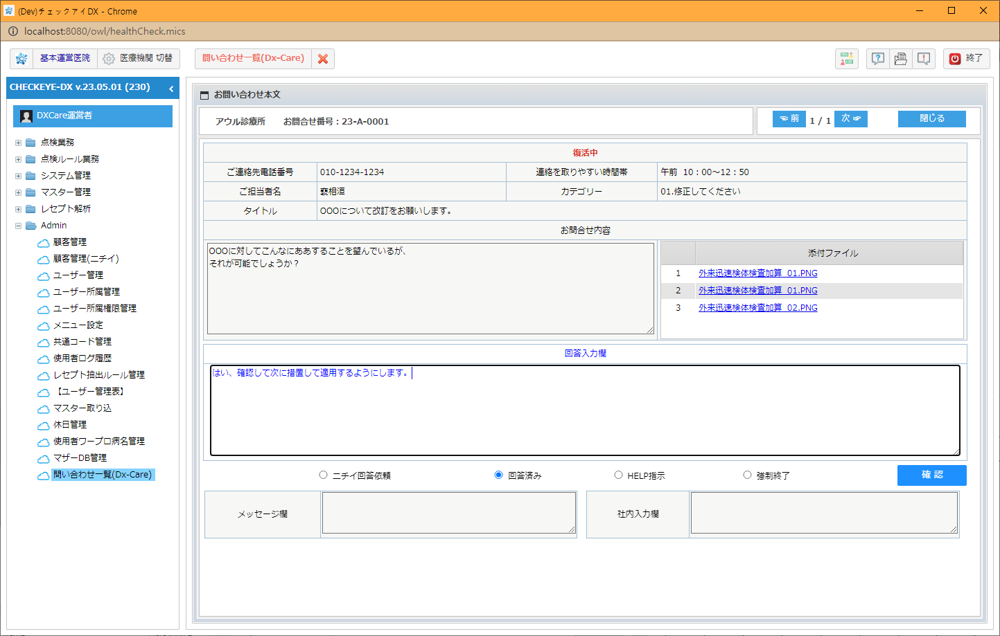 (Dev)チェックアイDX - Chrome
localhost:8080/owl/healthCheck.mics
基本運営医院
医療機関 切替
問い合わせ一覧(Dx-Care)
終了
CHECKEYE-DX v.23.05.01 (230)
DXCare運営者
点検業務
点検ルール業務
システム管理
マスター管理
レセプト解析
Admin
顧客管理
顧客管理(ニチイ)
ユーザー管理
ユーザー所属管理
ユーザー所属権限管理
メニュー設定
共通コード管理
使用者ログ履歴
レセプト抽出ルール管理
【ユーザー管理表】
マスター取り込
休日管理
使用者ワープロ病名管理
マザーDB管理
問い合わせ一覧(Dx-Care)
お問い合わせ本文
アウル診療所 お問合せ番号 : 23-A-0001
前 1 / 1 次
閉じる
復活中
ご連絡先電話番号 010-1234-1234 連絡を取りやすい時間帯 午前 10：00～12：50
ご担当者名 裵相洹 カテゴリー 01.修正してください
タイトル OOOについて改訂をお願いします。
お問合せ内容
OOOに対してこんなにああすることを望んでいるが、
それが可能でしょうか？
添付ファイル
1 外来迅速検体検査加算_01.PNG
2 外来迅速検体検査加算_01.PNG
3 外来迅速検体検査加算_02.PNG
回答入力欄
はい、確認して次に措置して適用するようにします。
ニチイ回答依頼 回答済み HELP指示 強制終了 確 認
メッセージ欄 社内入力欄